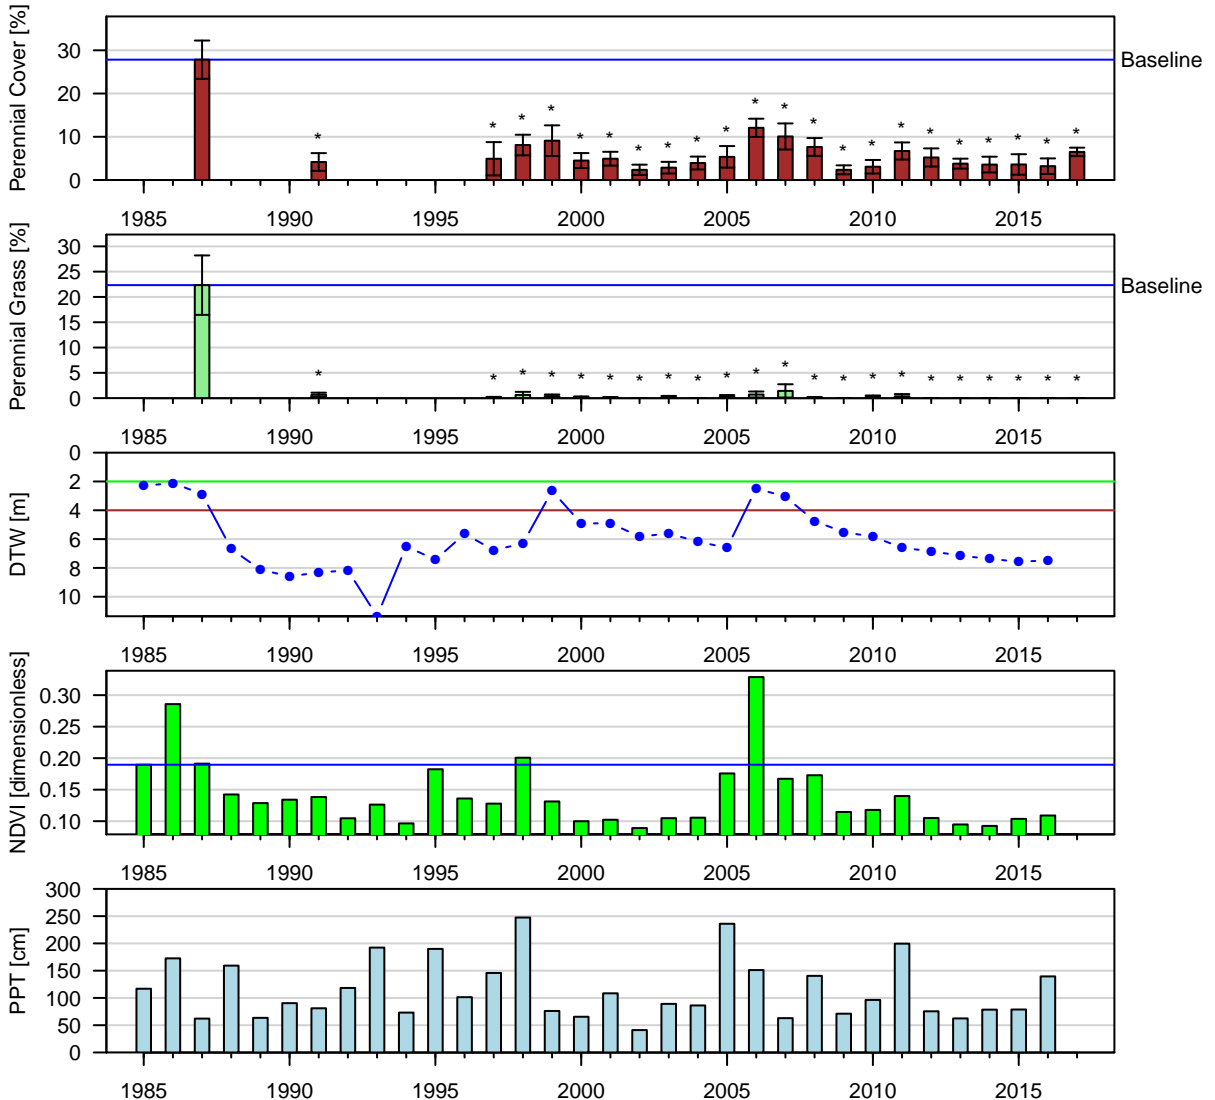 Perennial Cover [%]
30
20
10
0
Baseline
* * * * * * * * * * * * * * * * * * * * * *
1985 1990 1995 2000 2005 2010 2015
Perennial Grass [%]
30
25
20
15
10
5
0
Baseline
* * * * * * * * * * * * * * * * * * * * * *
1985 1990 1995 2000 2005 2010 2015
DTW [m]
0
2
4
6
8
10
1985 1990 1995 2000 2005 2010 2015
NDVI [dimensionless]
0.30
0.25
0.20
0.15
0.10
1985 1990 1995 2000 2005 2010 2015
PPT [cm]
300
250
200
150
100
50
0
1985 1990 1995 2000 2005 2010 2015